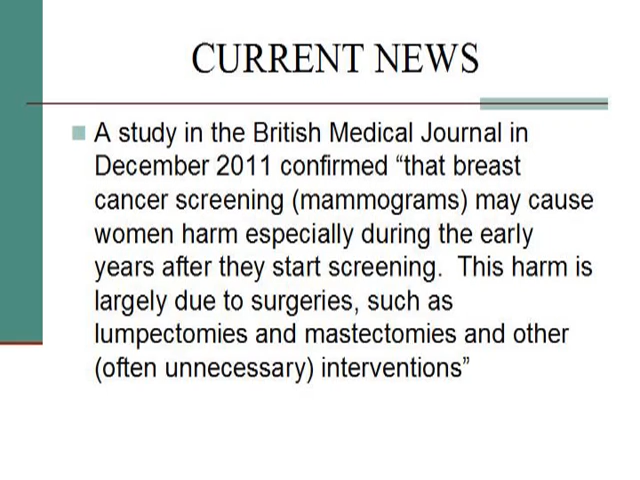 CURRENT NEWS
A study in the British Medical Journal in
December 2011 confirmed “that breast
cancer screening (mammograms) may cause
women harm especially during the early
years after they start screening.  This harm is
largely due to surgeries, such as
lumpectomies and mastectomies and other
(often unnecessary) interventions”